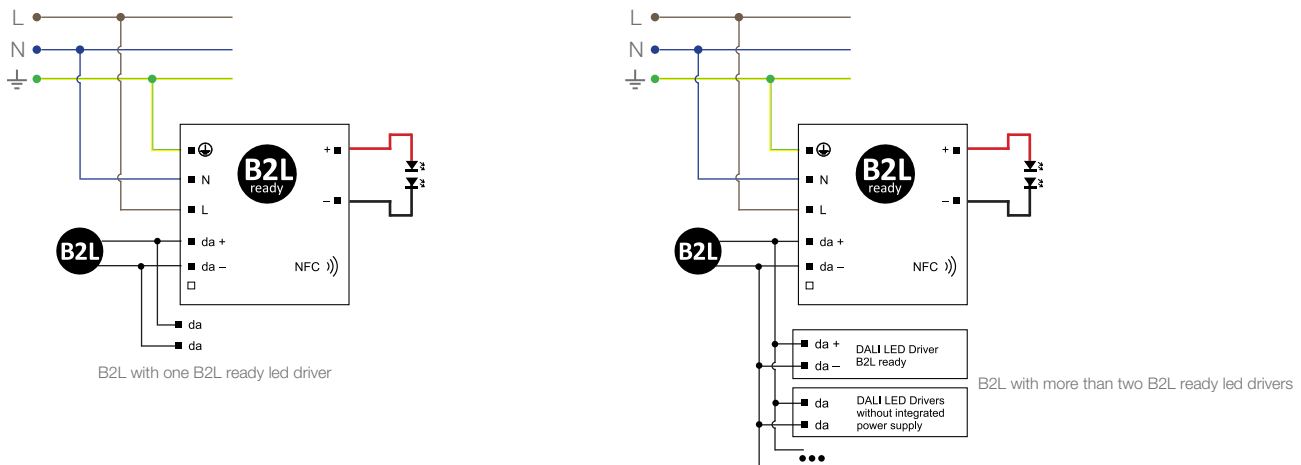 L
N
B2L
ready
+
N
–
L
B2L
da +
da –
NFC
da
da
B2L with one B2L ready led driver
L
N
B2L
ready
+
N
–
L
B2L
da +
da –
NFC
da +
DALI LED Driver
da –
B2L ready
B2L with more than two B2L ready led drivers
da
DALI LED Drivers
without integrated
da
power supply